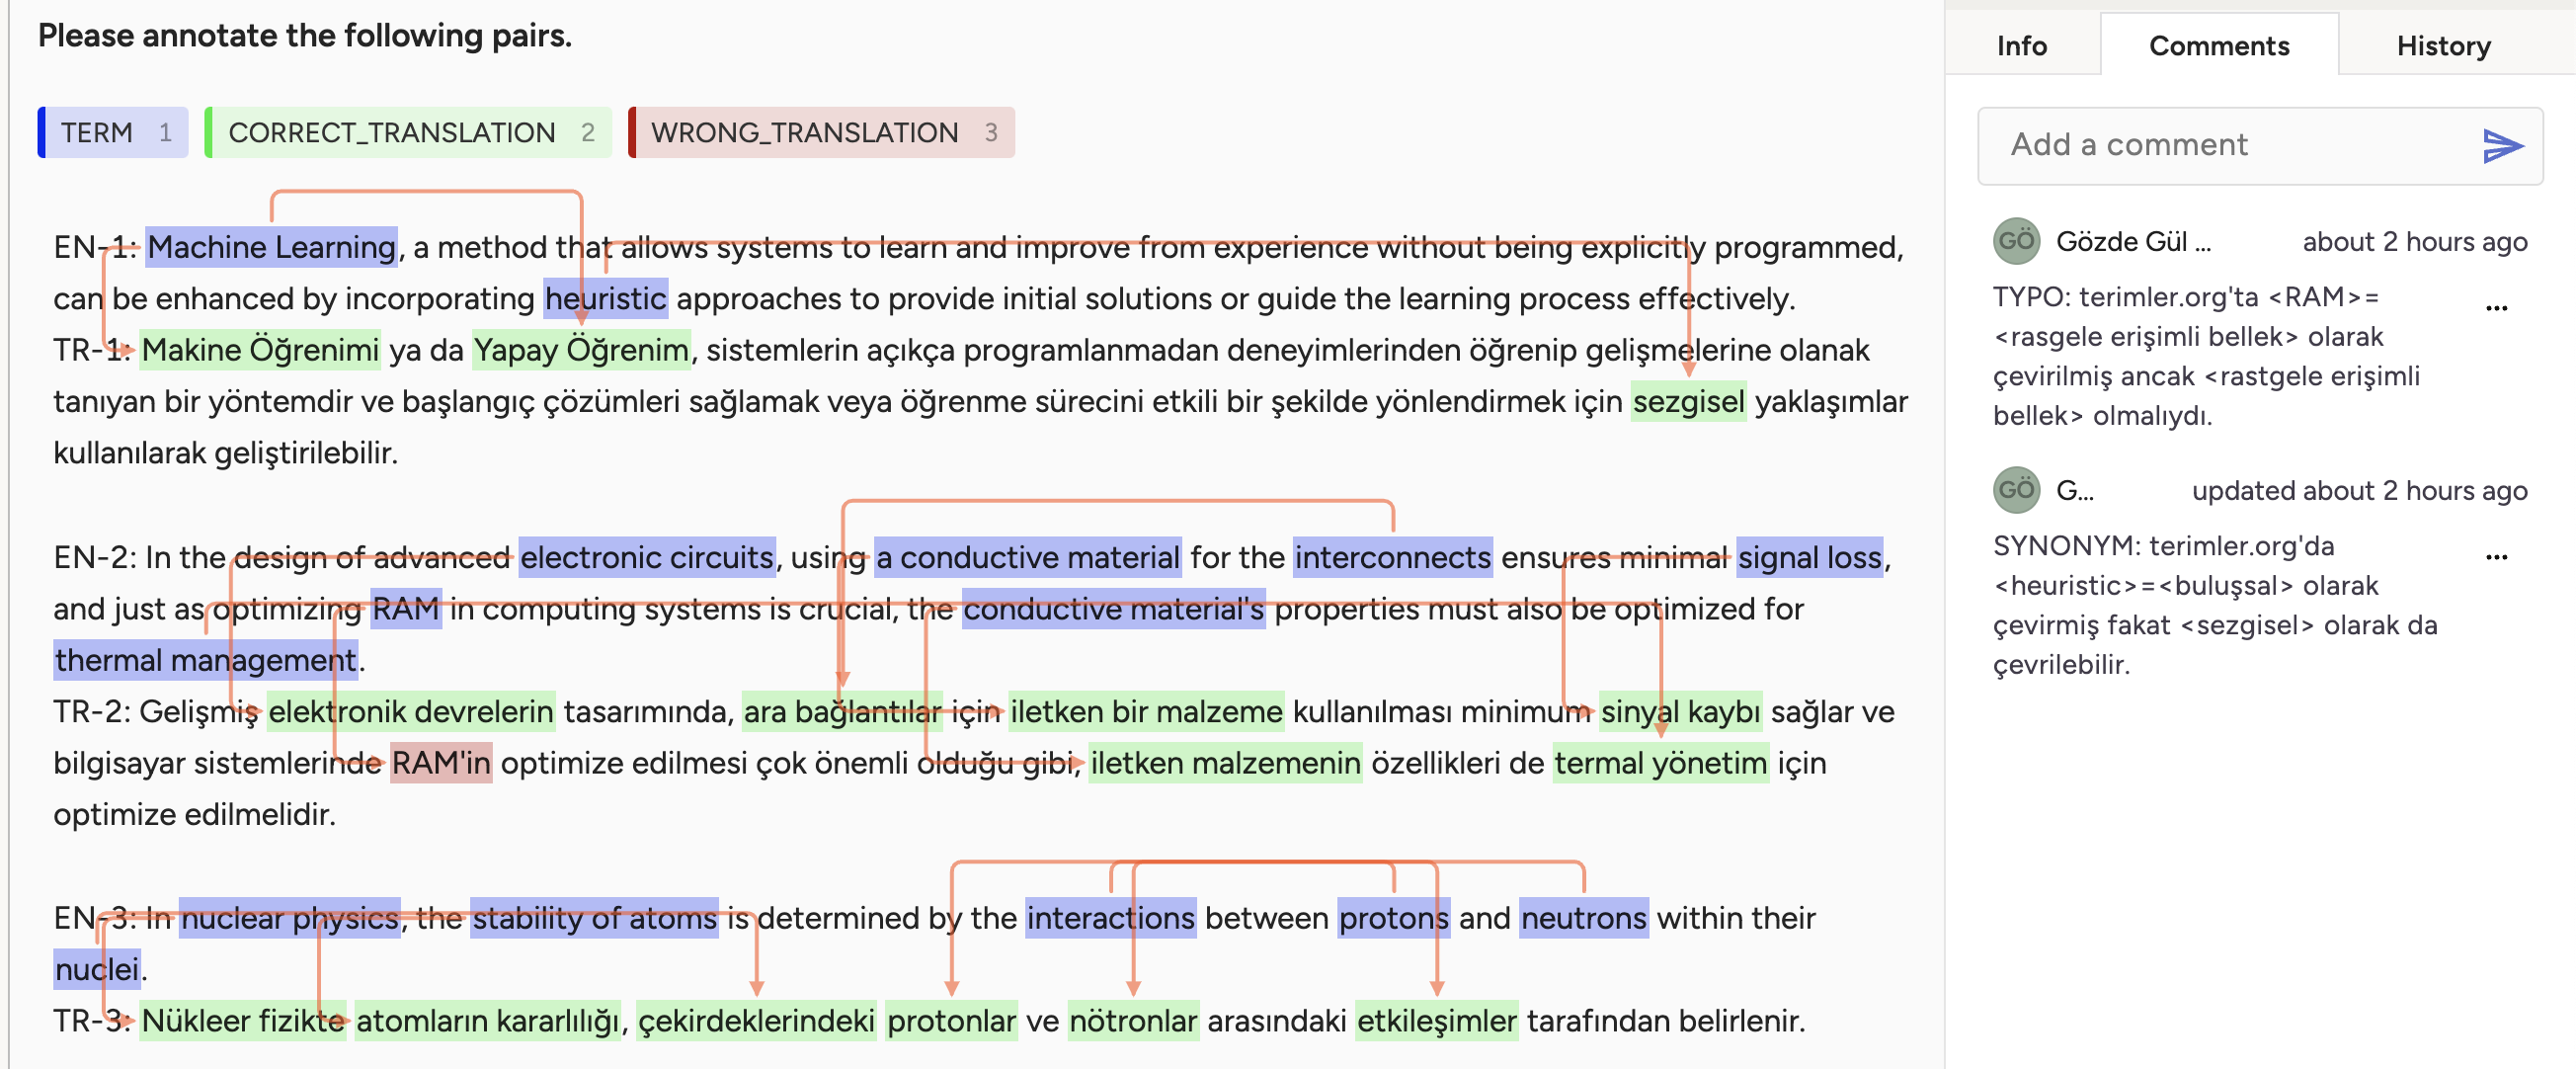 Please annotate the following pairs.
TERM 1 CORRECT_TRANSLATION 2 WRONG_TRANSLATION 3
EN-1: Machine Learning, a method that allows systems to learn and improve from experience without being explicitly programmed,
can be enhanced by incorporating heuristic approaches to provide initial solutions or guide the learning process effectively.
TR-1: Makine Öğrenimi ya da Yapay Öğrenim, sistemlerin açıkça programlanmadan deneyimlerinden öğrenip gelişmelerine olanak
tanıyan bir yöntemdir ve başlangıç çözümleri sağlamak veya öğrenme sürecini etkili bir şekilde yönlendirmek için sezgisel yaklaşımlar
kullanılarak geliştirilebilir.
EN-2: In the design of advanced electronic circuits, using a conductive material for the interconnects ensures minimal signal loss,
and just as optimizing RAM in computing systems is crucial, the conductive material's properties must also be optimized for
thermal management.
TR-2: Gelişmiş elektronik devrelerin tasarımında, ara bağlantılar için iletken bir malzeme kullanılması minimum sinyal kaybı sağlar ve
bilgisayar sistemlerinde RAM'in optimize edilmesi çok önemli olduğu gibi, iletken malzemenin özellikleri de termal yönetim için
optimize edilmelidir.
EN-3: In nuclear physics, the stability of atoms is determined by the interactions between protons and neutrons within their
nuclei.
TR-3: Nükleer fizikte atomların kararlılığı, çekirdeklerindeki protonlar ve nötronlar arasındaki etkileşimler tarafından belirlenir.
Info Comments History
Add a comment
GÖ Gözde Gül ... about 2 hours ago
TYPO: terimler.org'ta <RAM>=
<rasgele erişimli bellek> olarak
çevirilmiş ancak <rastgele erişimli
bellek> olmalıydı.
GÖ G... updated about 2 hours ago
SYNONYM: terimler.org'da
<heuristic>=<buluşsal> olarak
çevirmiş fakat <sezgisel> olarak da
çevrilebilir.